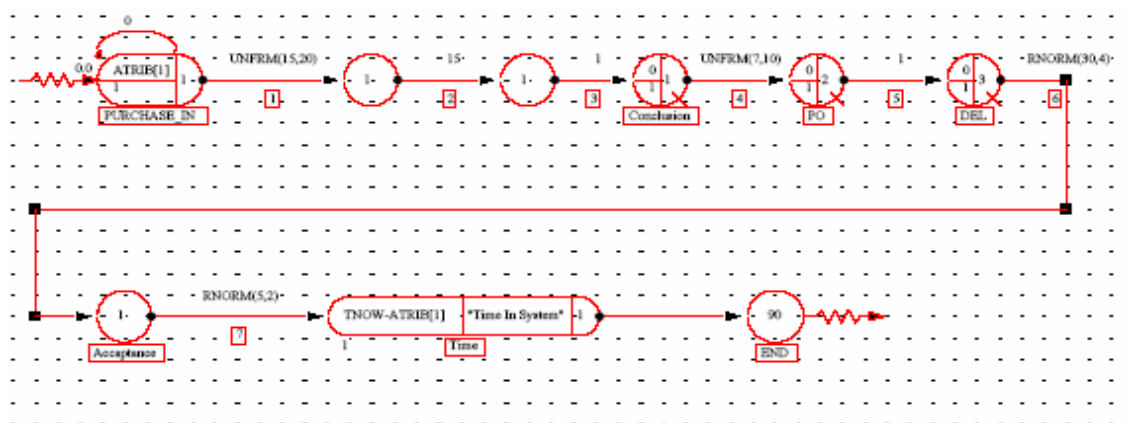 0
0.0
ATRIB[1]
1
1
PURCHASE_IN
UNFRM(15,20)
1
1
15
2
1
1
3
0
1
1
Conclusion
UNFRM(7,10)
4
0
1
2
PO
1
5
0
1
3
DEL
RNORM(30,4)
6
1
Accaptance
RNORM(5,2)
7
TNOW-ATRIB[1]
"Time In System"
1
1
Time
90
END